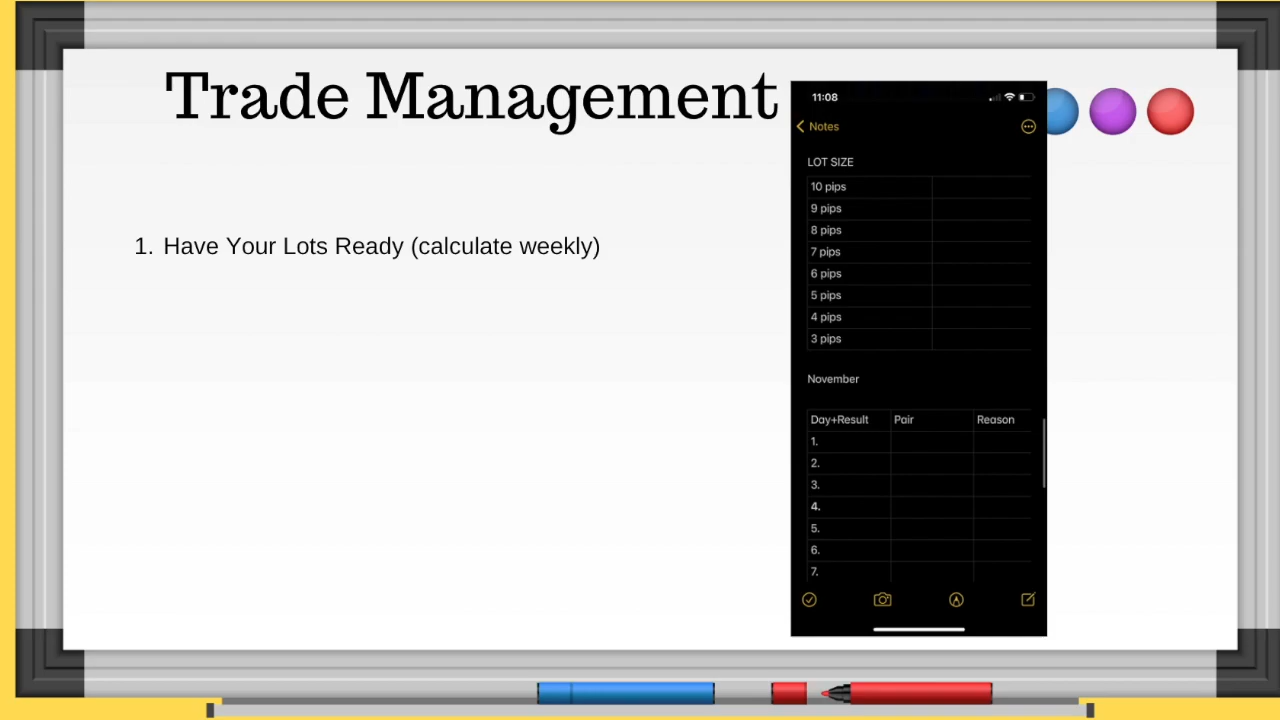 Trade Management
1. Have Your Lots Ready (calculate weekly)
11:08
Notes
LOT SIZE
10 pips
9 pips
8 pips
7 pips
6 pips
5 pips
4 pips
3 pips
November
Day+Result Pair Reason
1.
2.
3.
4.
5.
6.
7.